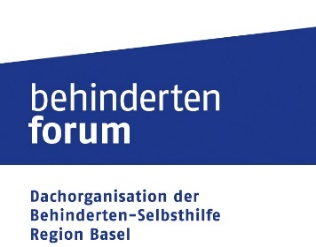 behinderten
forum
Dachorganisation der
Behinderten-Selbsthilfe
Region Basel